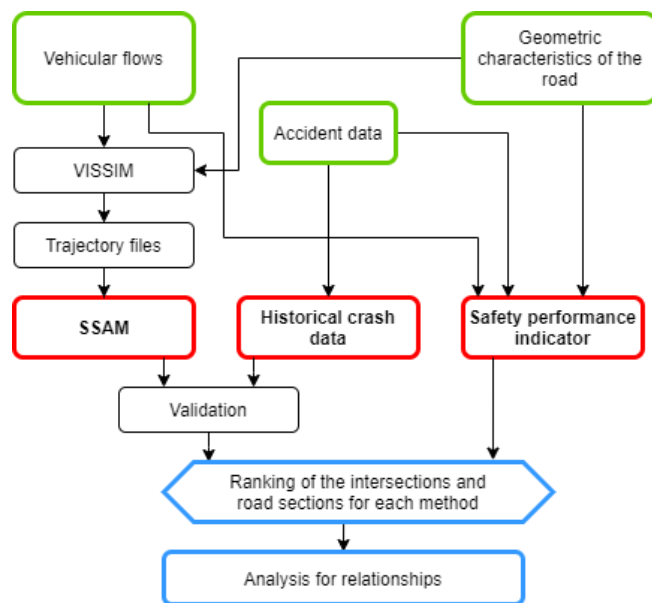 Vehicular flows
Geometric
characteristics of the
road
Accident data
VISSIM
Trajectory files
SSAM
Historical crash
data
Safety performance
indicator
Validation
Ranking of the intersections and
road sections for each method
Analysis for relationships